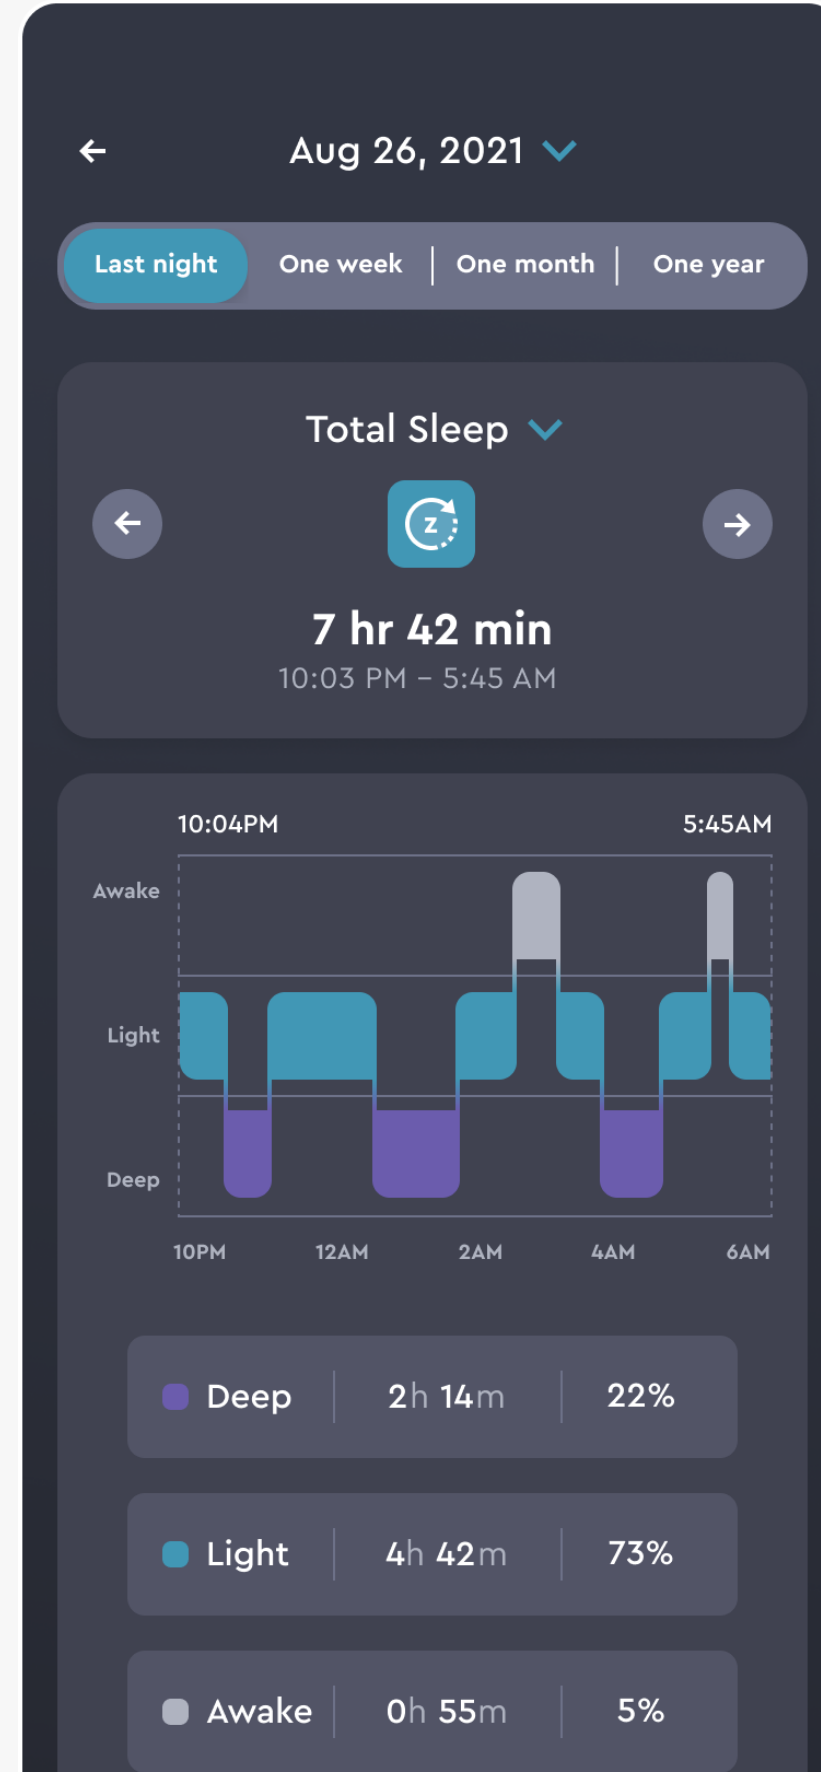 Aug 26, 2021
Last night One week One month One year
Total Sleep
z
7 hr 42 min
10:03 PM – 5:45 AM
10:04PM 5:45AM
Awake
Light
Deep
10PM 12AM 2AM 4AM 6AM
Deep 2h 14m 22%
Light 4h 42m 73%
Awake 0h 55m 5%